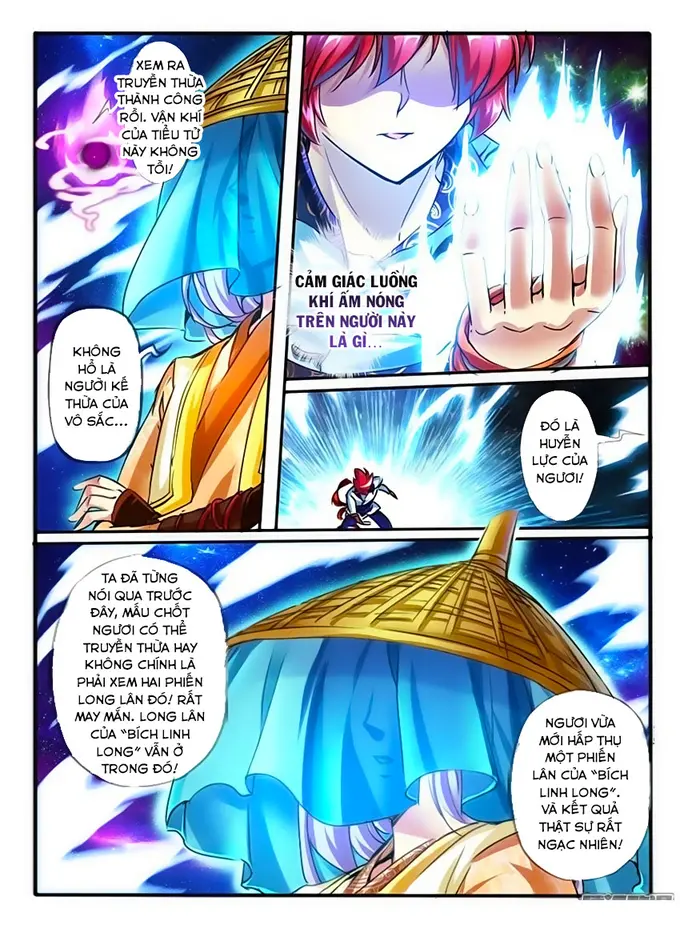 XEM RA
TRUYỀN THỪA
THÀNH CÔNG
RỒI. VẬN KHÍ
CỦA TIỂU TỬ
NÀY KHÔNG
TỒI!
KHÔNG
HỔ LÀ
NGƯỜI KẾ
THỪA CỦA
VÔ SẮC...
CẢM GIÁC LUỒNG
KHÍ ẤM NÓNG
TRÊN NGƯỜI NÀY
LÀ GÌ...
ĐÓ LÀ
HUYỄN
LỰC CỦA
NGƯƠI!
TA ĐÃ TỪNG
NÓI QUA TRƯỚC
ĐÂY, MẤU CHỐT
NGƯƠI CÓ THỂ
TRUYỀN THỪA HAY
KHÔNG CHÍNH LÀ
PHẢI XEM HAI PHIẾN
LONG LÂN ĐÓ! RẤT
MAY MẮN. LONG LÂN
CỦA "BÍCH LINH
LONG" VẪN Ở
TRONG ĐÓ!
NGƯƠI VỪA
MỚI HẤP THỤ
MỘT PHIẾN
LÂN CỦA "BÍCH
LINH LONG".
VÀ KẾT QUẢ
THẬT SỰ RẤT
NGẠC NHIÊN!